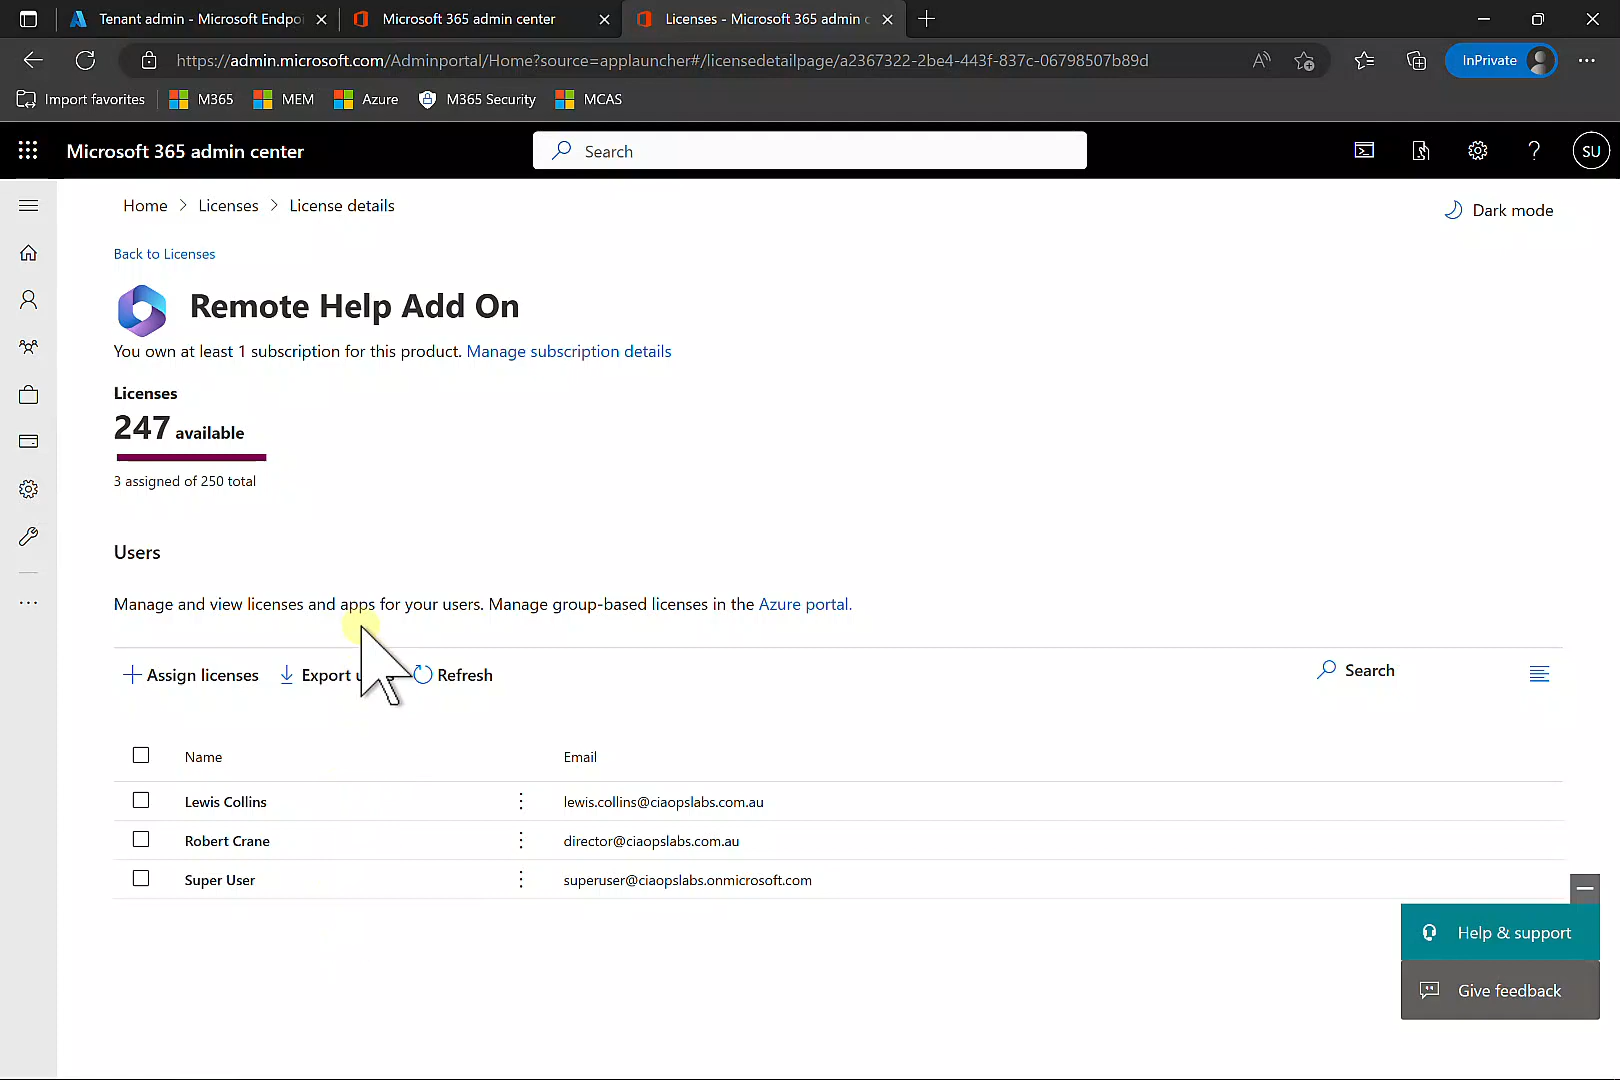 Tenant admin - Microsoft Endpo
Microsoft 365 admin center
Licenses - Microsoft 365 admin c
https://admin.microsoft.com/Adminportal/Home?source=applauncher#/licensedetailpage/a2367322-2be4-443f-837c-06798507b89d
InPrivate
Import favorites
M365
MEM
Azure
M365 Security
MCAS
Microsoft 365 admin center
Search
SU
Home > Licenses > License details
Dark mode
Back to Licenses
Remote Help Add On
You own at least 1 subscription for this product. Manage subscription details
Licenses
247 available
3 assigned of 250 total
Users
Manage and view licenses and apps for your users. Manage group-based licenses in the Azure portal.
Assign licenses
Export
Refresh
Search
Name
Email
Lewis Collins
lewis.collins@ciaopslabs.com.au
Robert Crane
director@ciaopslabs.com.au
Super User
superuser@ciaopslabs.onmicrosoft.com
Help & support
Give feedback